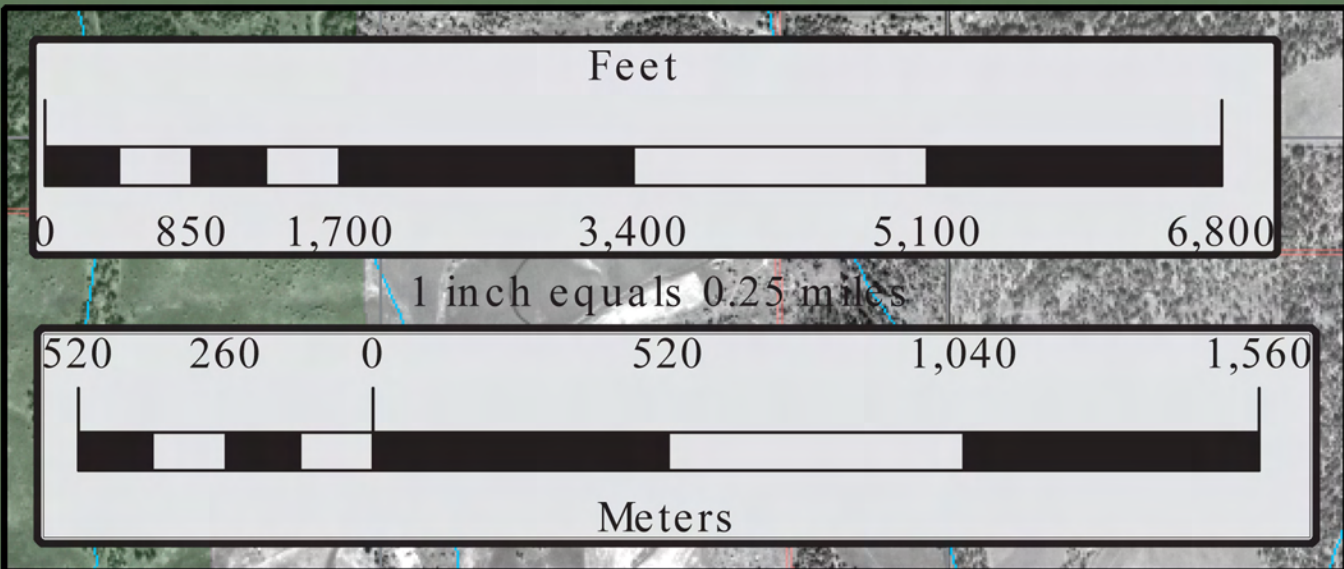 Feet
0 850 1,700 3,400 5,100 6,800
1 inch equals 0.25 miles
520 260 0 520 1,040 1,560
Meters